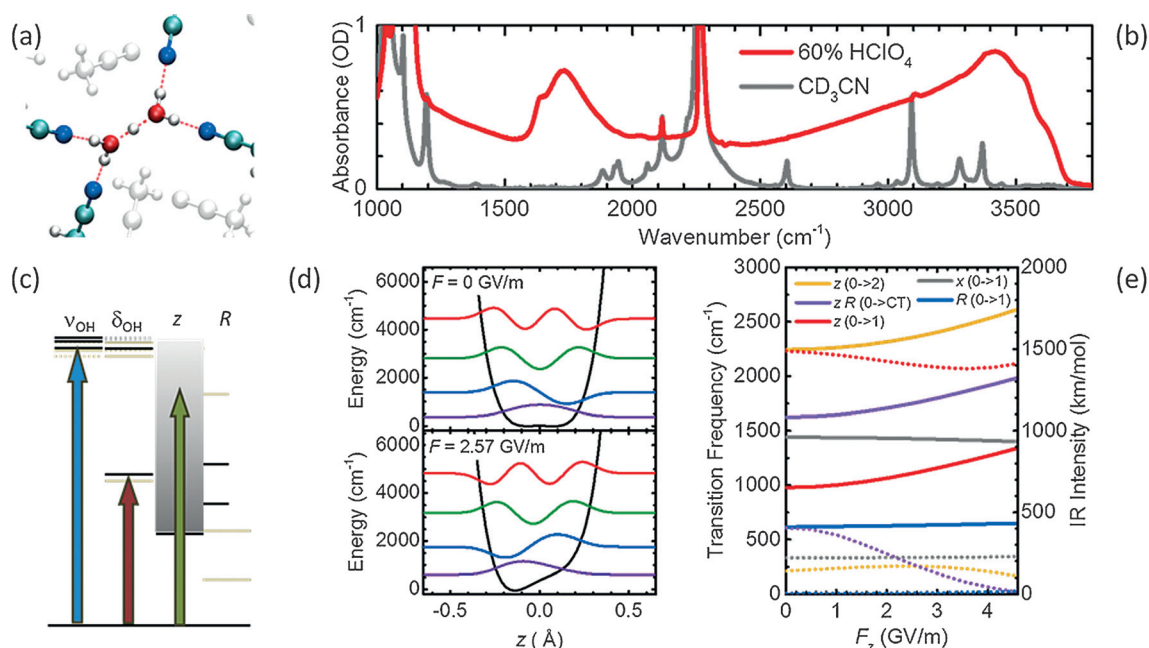 (a)
(b)
Absorbance (OD)
1
0
60% HClO₄
CD₃CN
1000 1500 2000 2500 3000 3500
Wavenumber (cm⁻¹)
(c)
ν_OH δ_OH z R
(d)
F = 0 GV/m
Energy (cm⁻¹)
6000
4000
2000
0
F = 2.57 GV/m
Energy (cm⁻¹)
6000
4000
2000
0
-0.5 0.0 0.5
z (Å)
(e)
z (0->2) x (0->1)
z R (0->CT) R (0->1)
z (0->1)
Transition Frequency (cm⁻¹)
3000
2500
2000
1500
1000
500
0
IR Intensity (km/mol)
2000
1500
1000
500
0
0 1 2 3 4
F_z (GV/m)